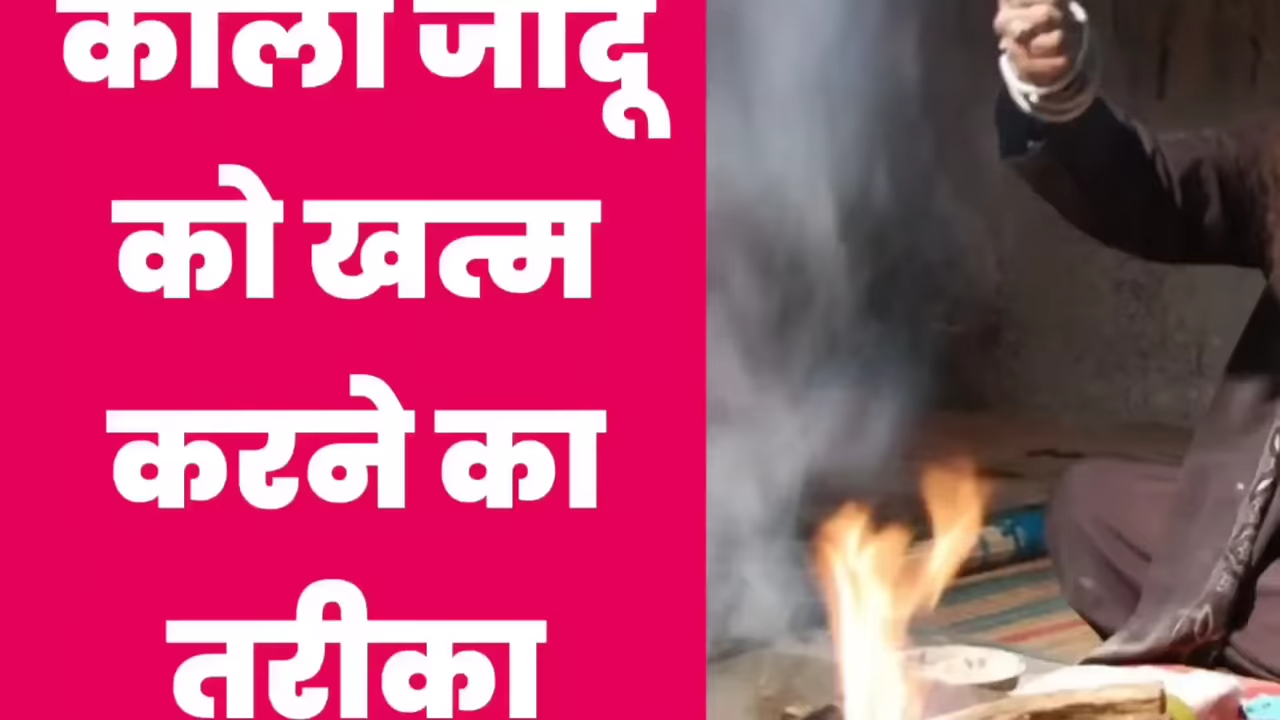 काला जादू
को खत्म
करने का
तरीका